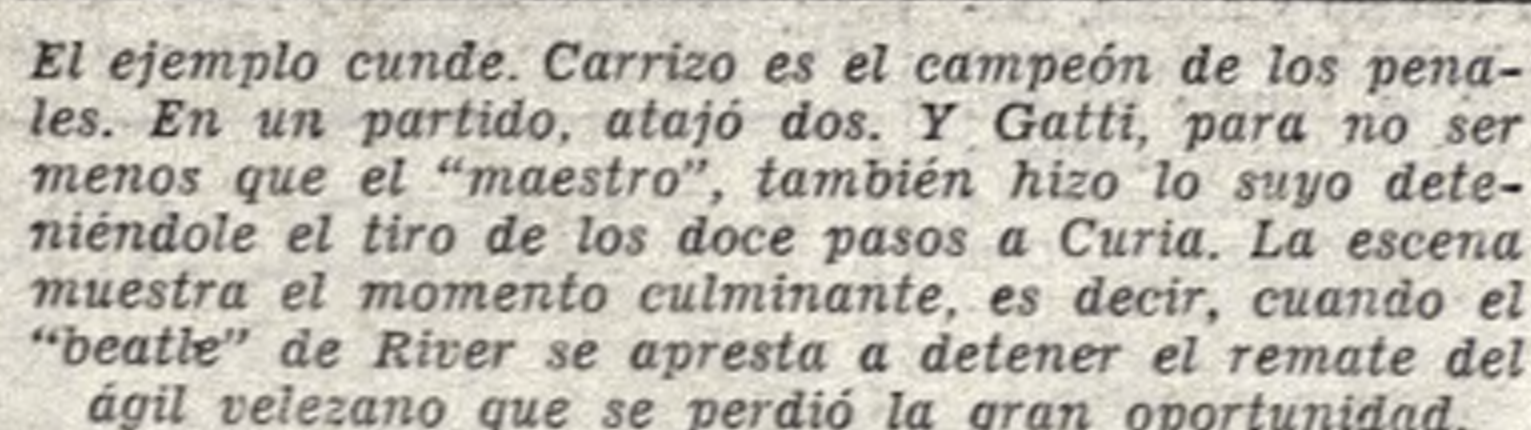 El ejemplo cunde. Carrizo es el campeón de los pena-
les. En un partido, atajó dos. Y Gatti, para no ser
menos que el “maestro”, también hizo lo suyo dete-
niéndole el tiro de los doce pasos a Curia. La escena
muestra el momento culminante, es decir, cuando el
“beatle” de River se apresta a detener el remate del
ágil velezano que se perdió la gran oportunidad.